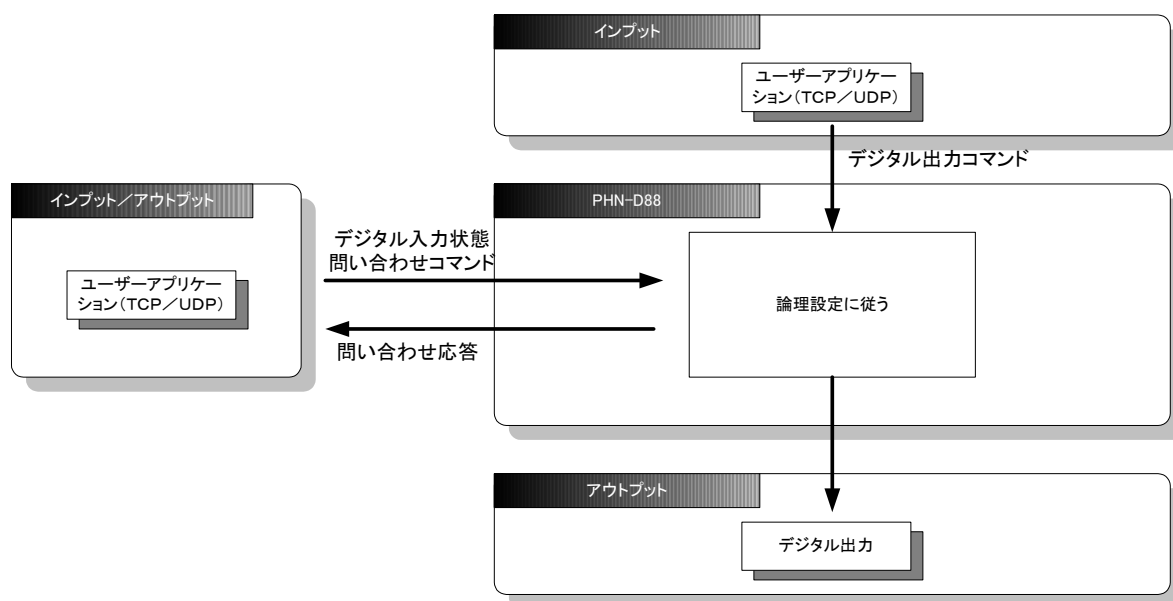 インプット
ユーザーアプリケー
ション(TCP/UDP)
デジタル出力コマンド
インプット/アウトプット
ユーザーアプリケー
ション(TCP/UDP)
デジタル入力状態
問い合わせコマンド
問い合わせ応答
PHN-D88
論理設定に従う
アウトプット
デジタル出力